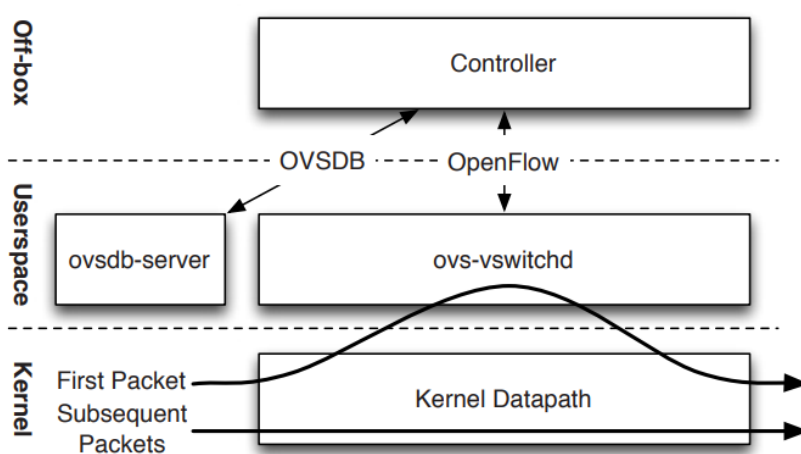 Off-box
Controller
OVSDB
OpenFlow
Userspace
ovsdb-server
ovs-vswitchd
Kernel
First Packet
Subsequent
Packets
Kernel Datapath